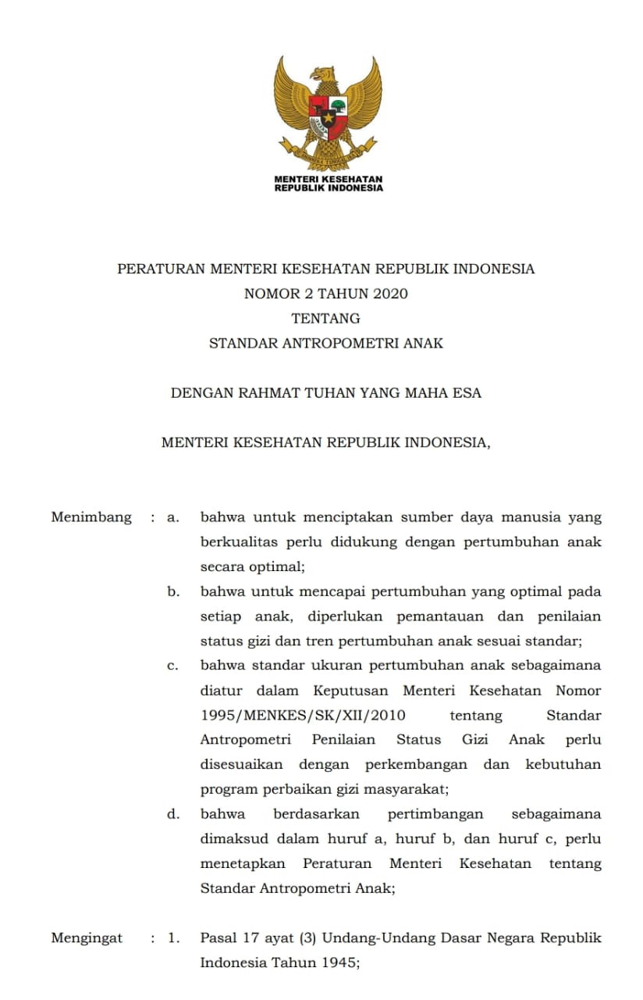 MENTERI KESEHATAN
REPUBLIK INDONESIA
PERATURAN MENTERI KESEHATAN REPUBLIK INDONESIA
NOMOR 2 TAHUN 2020
TENTANG
STANDAR ANTROPOMETRI ANAK
DENGAN RAHMAT TUHAN YANG MAHA ESA
MENTERI KESEHATAN REPUBLIK INDONESIA,
Menimbang : a. bahwa untuk menciptakan sumber daya manusia yang
berkualitas perlu didukung dengan pertumbuhan anak
secara optimal;
b. bahwa untuk mencapai pertumbuhan yang optimal pada
setiap anak, diperlukan pemantauan dan penilaian
status gizi dan tren pertumbuhan anak sesuai standar;
c. bahwa standar ukuran pertumbuhan anak sebagaimana
diatur dalam Keputusan Menteri Kesehatan Nomor
1995/MENKES/SK/XII/2010 tentang Standar
Antropometri Penilaian Status Gizi Anak perlu
disesuaikan dengan perkembangan dan kebutuhan
program perbaikan gizi masyarakat;
d. bahwa berdasarkan pertimbangan sebagaimana
dimaksud dalam huruf a, huruf b, dan huruf c, perlu
menetapkan Peraturan Menteri Kesehatan tentang
Standar Antropometri Anak;
Mengingat : 1. Pasal 17 ayat (3) Undang-Undang Dasar Negara Republik
Indonesia Tahun 1945;